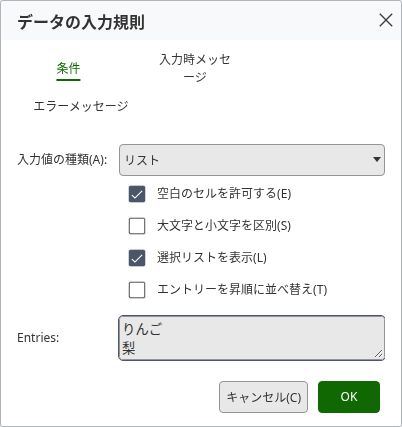 データの入力規則
条件
入力時メッセ
ージ
エラーメッセージ
入力値の種類(A):
リスト
空白のセルを許可する(E)
大文字と小文字を区別(S)
選択リストを表示(L)
エントリーを昇順に並べ替え(T)
Entries:
りんご
梨
キャンセル(C)
OK